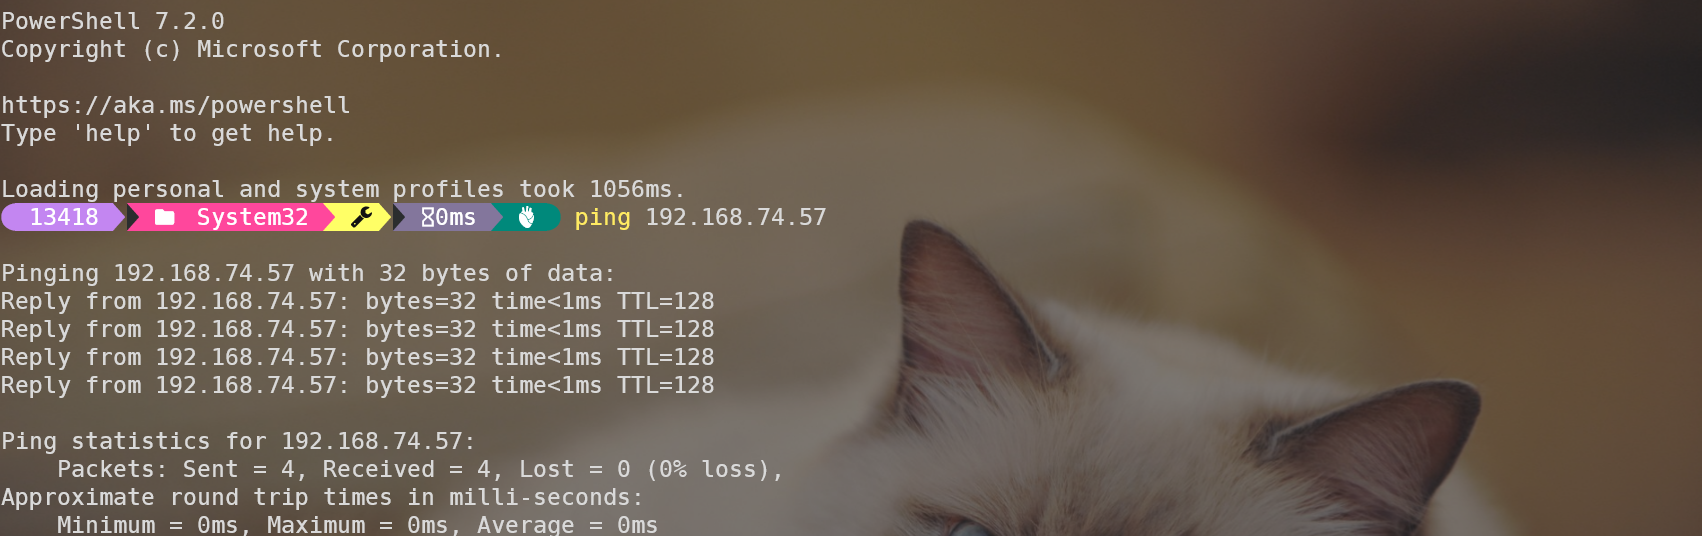 PowerShell 7.2.0
Copyright (c) Microsoft Corporation.
https://aka.ms/powershell
Type 'help' to get help.
Loading personal and system profiles took 1056ms.
13418 System32 0ms ping 192.168.74.57
Pinging 192.168.74.57 with 32 bytes of data:
Reply from 192.168.74.57: bytes=32 time<1ms TTL=128
Reply from 192.168.74.57: bytes=32 time<1ms TTL=128
Reply from 192.168.74.57: bytes=32 time<1ms TTL=128
Reply from 192.168.74.57: bytes=32 time<1ms TTL=128
Ping statistics for 192.168.74.57:
    Packets: Sent = 4, Received = 4, Lost = 0 (0% loss),
Approximate round trip times in milli-seconds:
    Minimum = 0ms, Maximum = 0ms, Average = 0ms